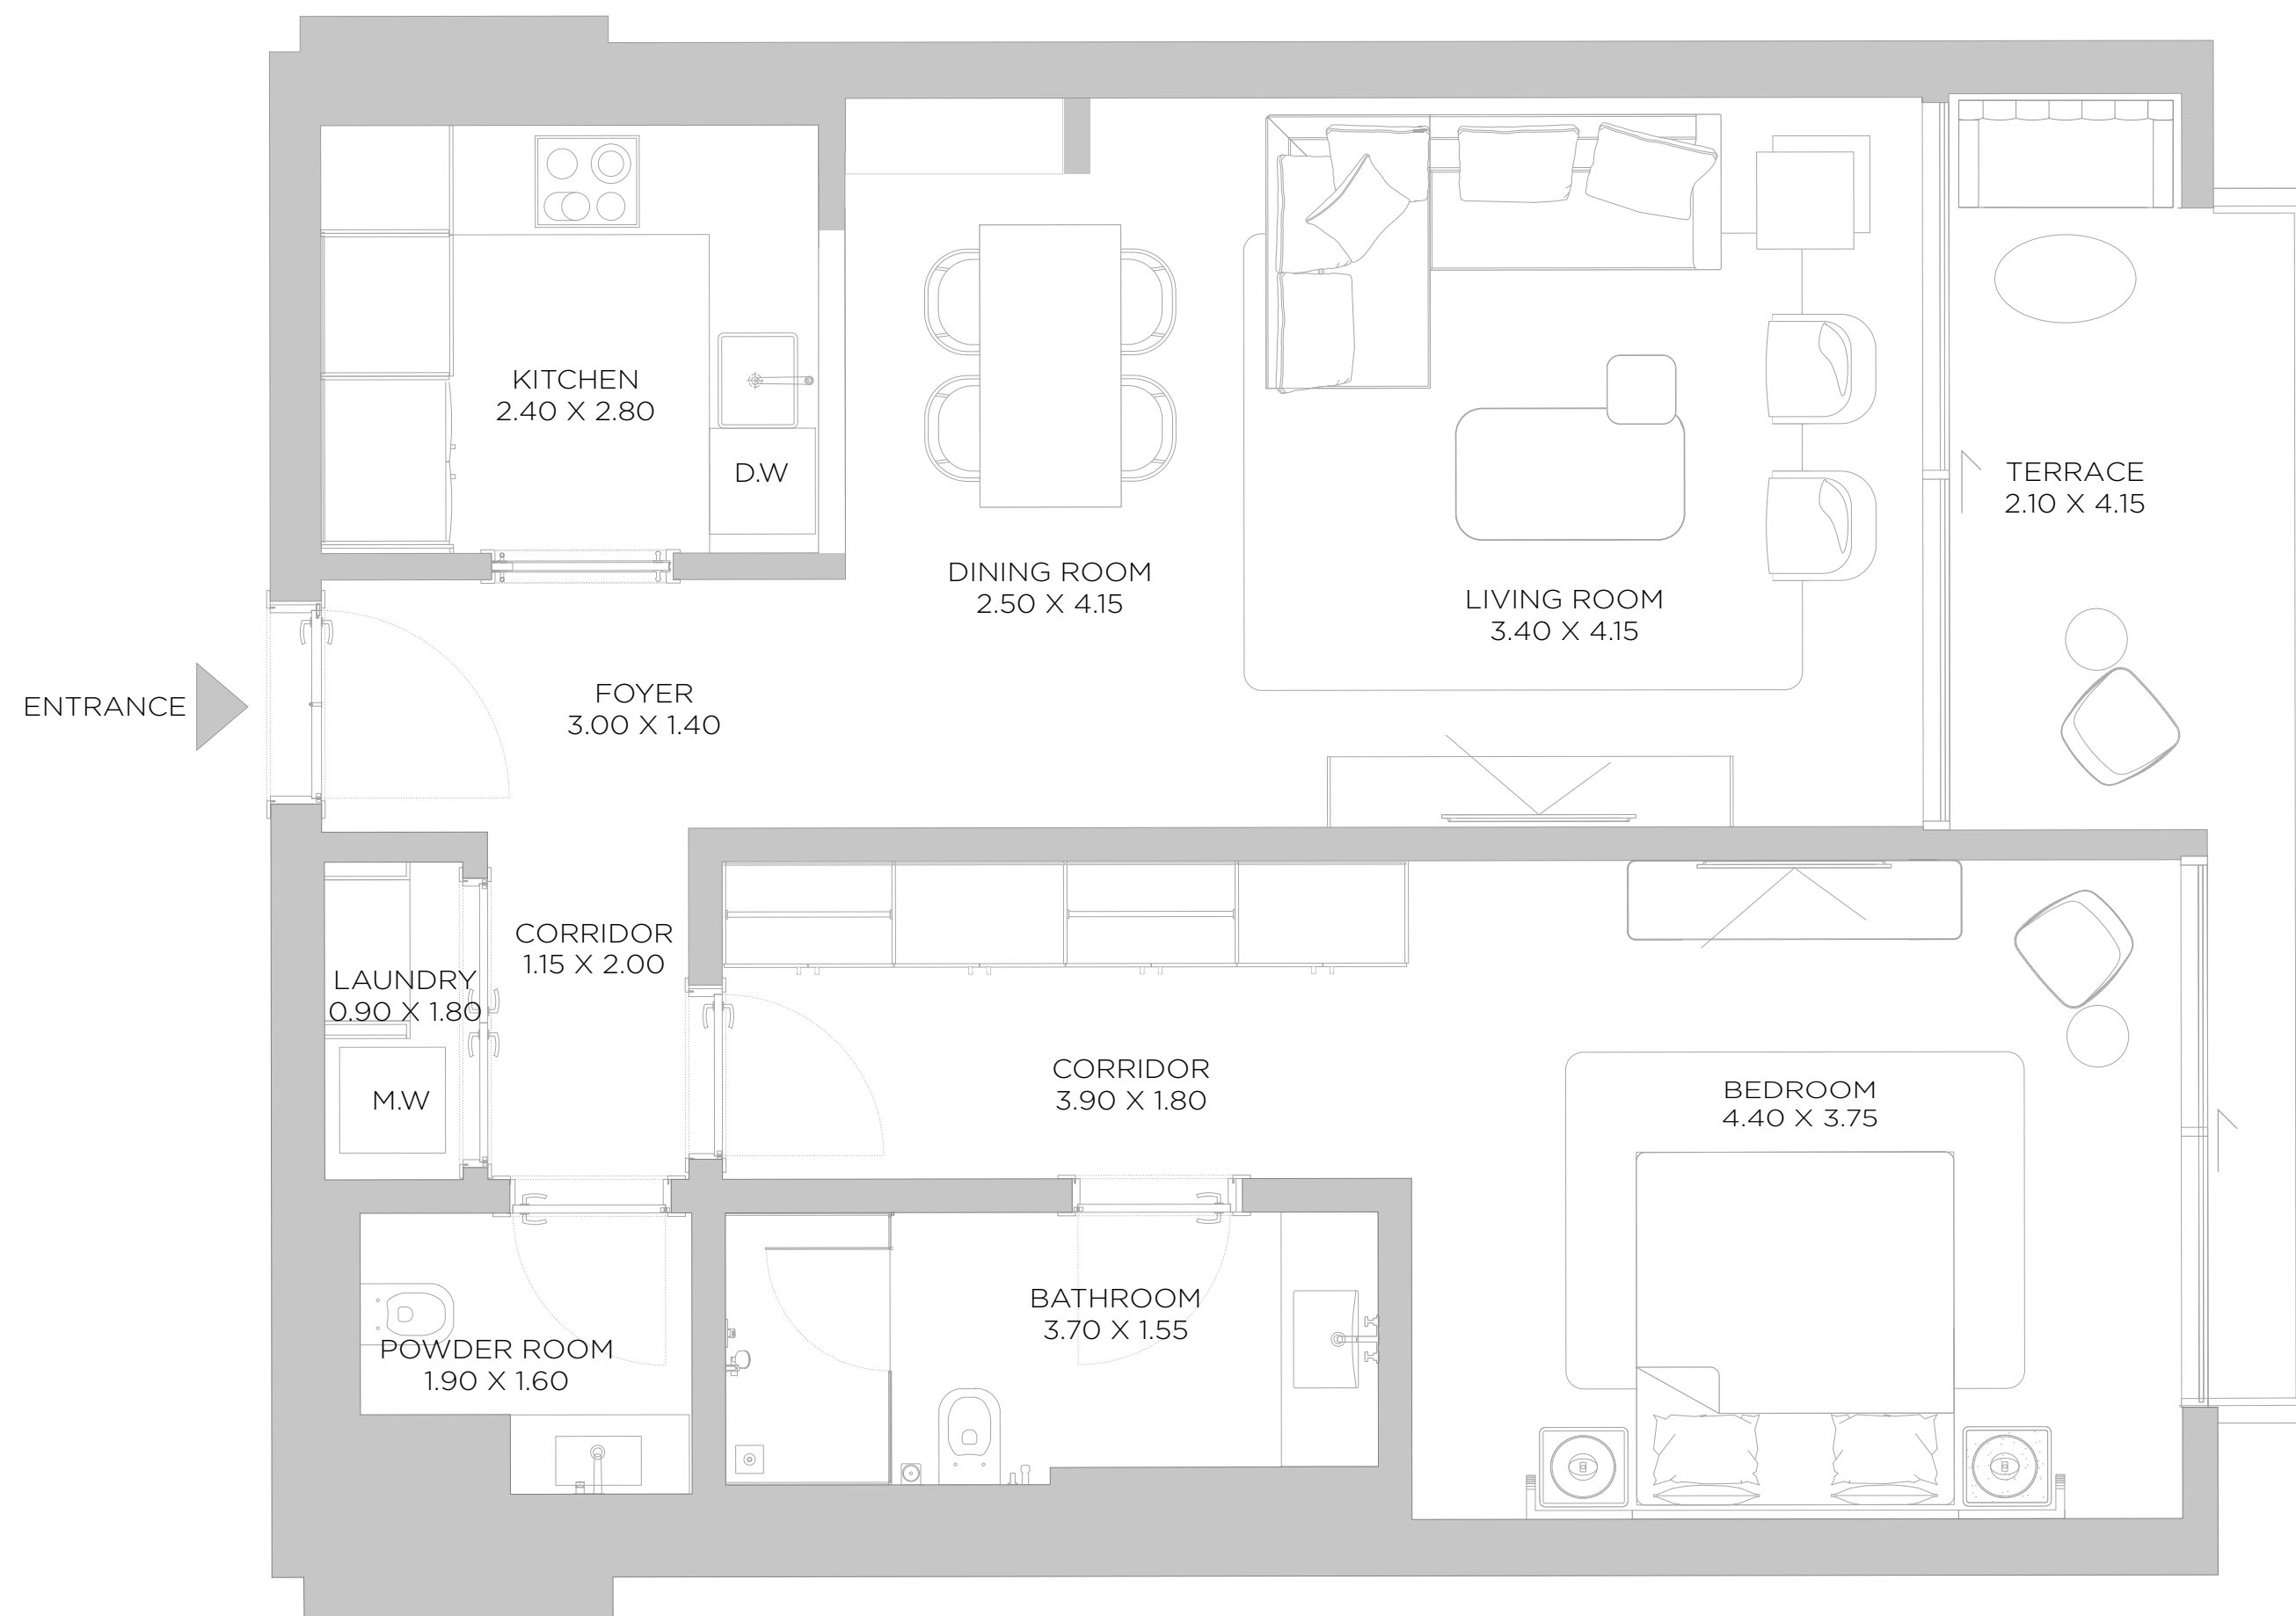 KITCHEN
2.40 X 2.80
D.W
TERRACE
2.10 X 4.15
DINING ROOM
2.50 X 4.15
LIVING ROOM
3.40 X 4.15
ENTRANCE
FOYER
3.00 X 1.40
CORRIDOR
1.15 X 2.00
LAUNDRY
0.90 X 1.80
M.W
CORRIDOR
3.90 X 1.80
BEDROOM
4.40 X 3.75
BATHROOM
3.70 X 1.55
POWDER ROOM
1.90 X 1.60